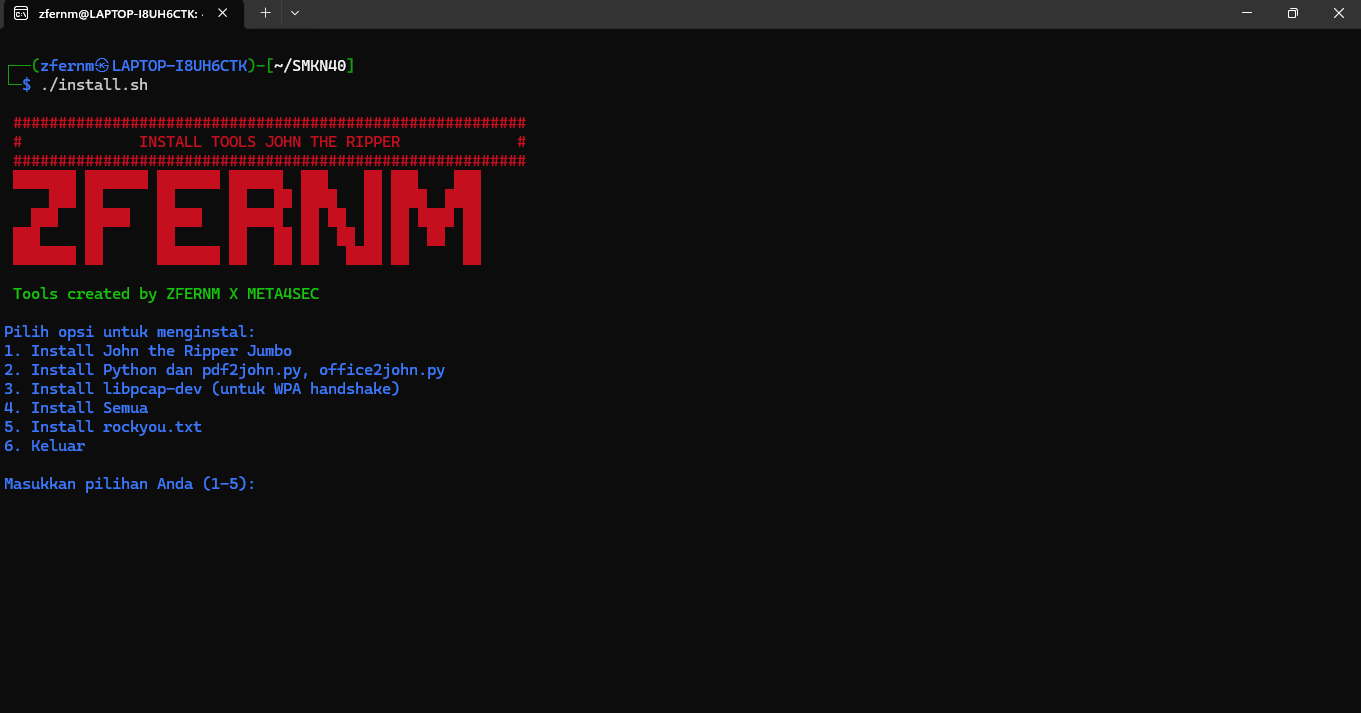 zfernm@LAPTOP-I8UH6CTK: -
┌──(zfernm㉿LAPTOP-I8UH6CTK)-[~/SMKN40]
└─$ ./install.sh
#########################################################
# INSTALL TOOLS JOHN THE RIPPER #
#########################################################
ZFERNM
Tools created by ZFERNM X META4SEC
Pilih opsi untuk menginstal:
1. Install John the Ripper Jumbo
2. Install Python dan pdf2john.py, office2john.py
3. Install libpcap-dev (untuk WPA handshake)
4. Install Semua
5. Install rockyou.txt
6. Keluar
Masukkan pilihan Anda (1-5):